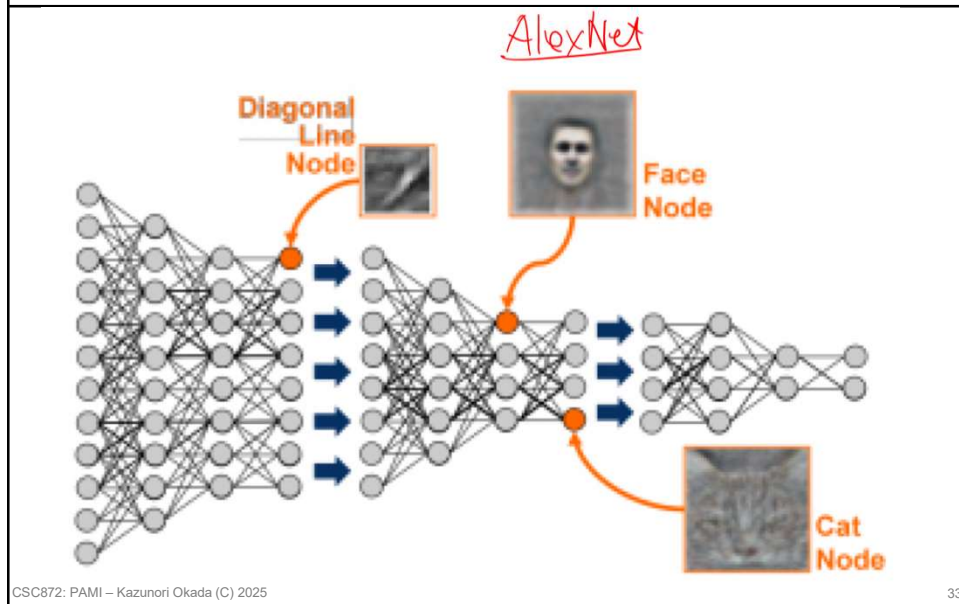 AlexNet
Diagonal
Line
Node
Face
Node
Cat
Node
CSC872: PAMI – Kazunori Okada (C) 2025
33